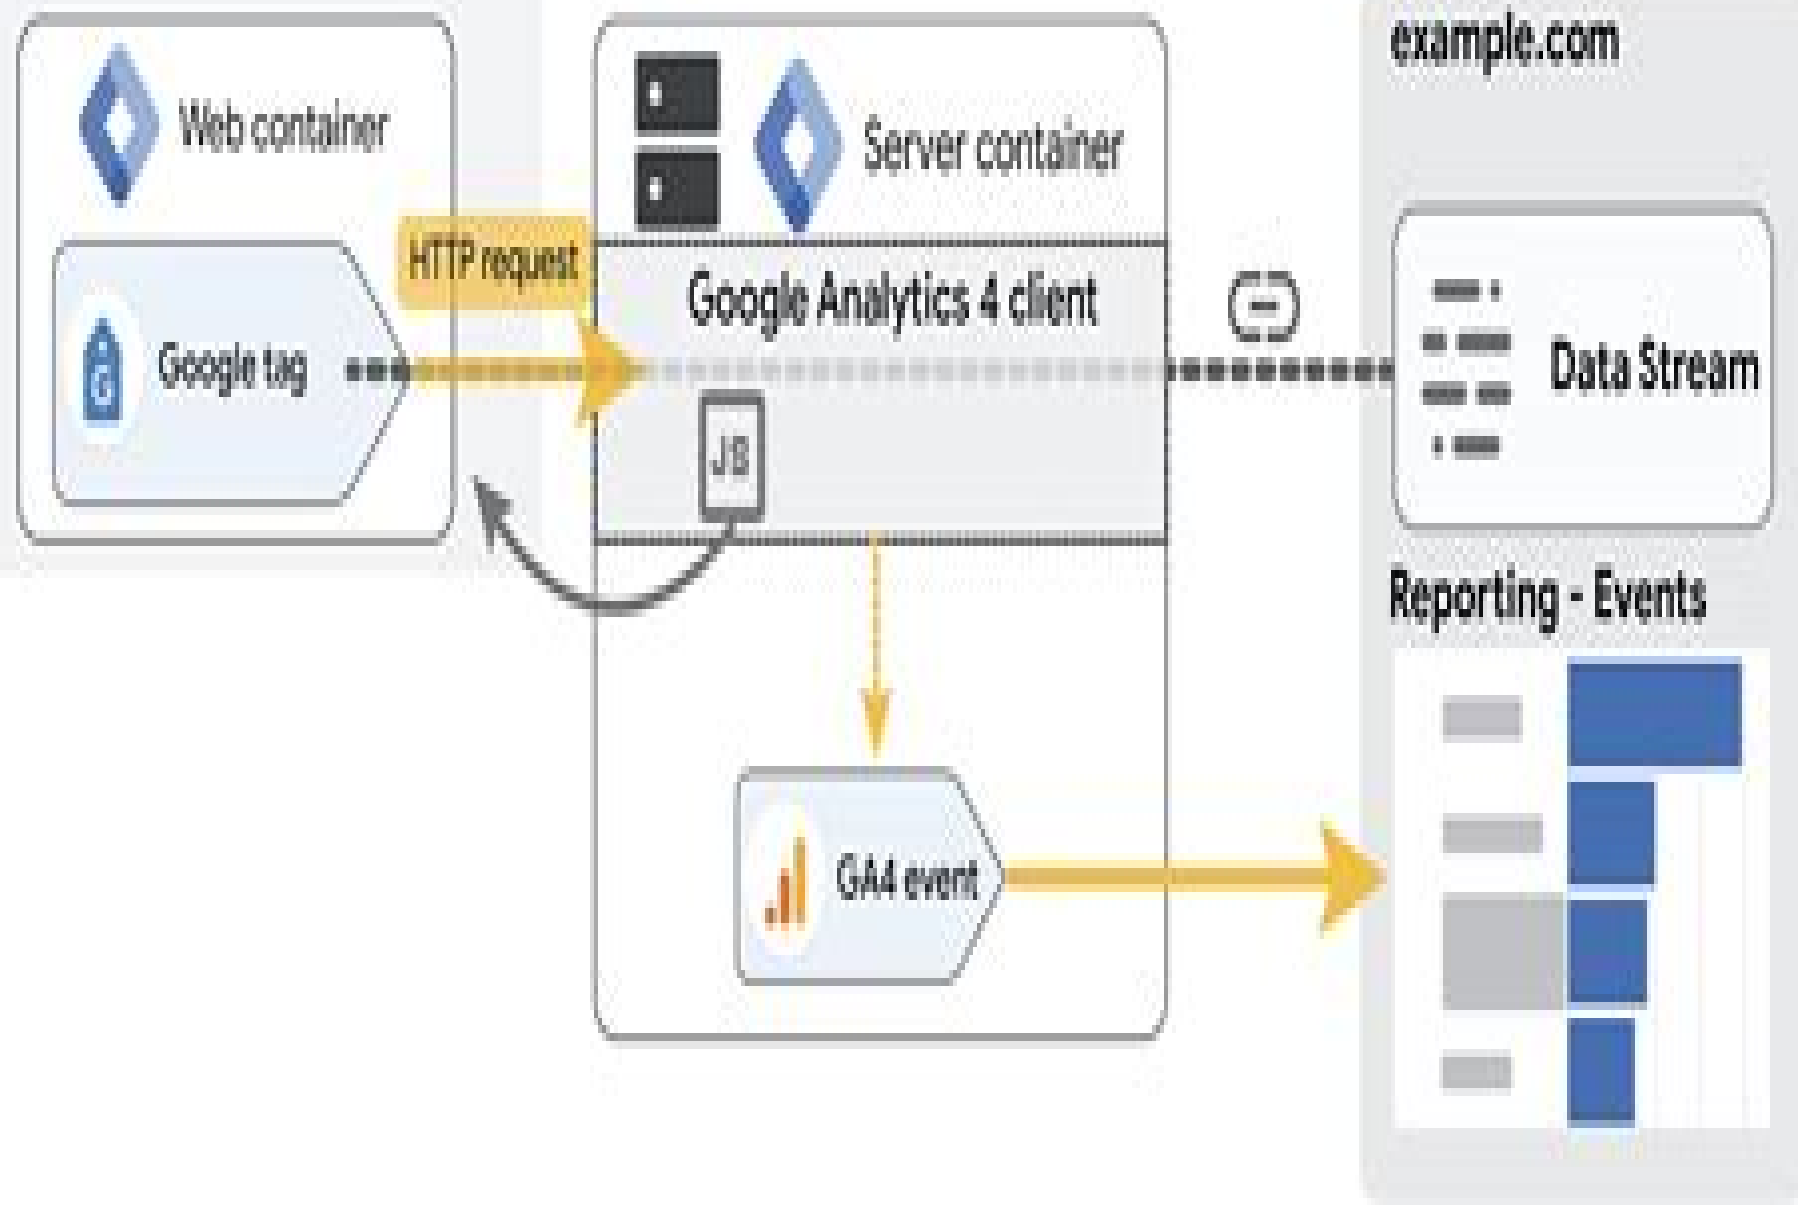 Web container
Google tag
G
HTTP request
Server container
Google Analytics 4 client
JS
GA4 event
example.com
Data Stream
Reporting - Events